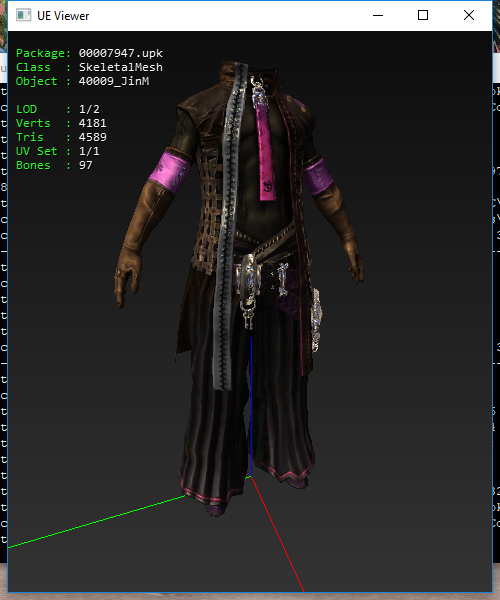 UE Viewer
Package: 00007947.upk
Class  : SkeletalMesh
Object : 40009_JinM
LOD    : 1/2
Verts  : 4181
Tris   : 4589
UV Set : 1/1
Bones  : 97